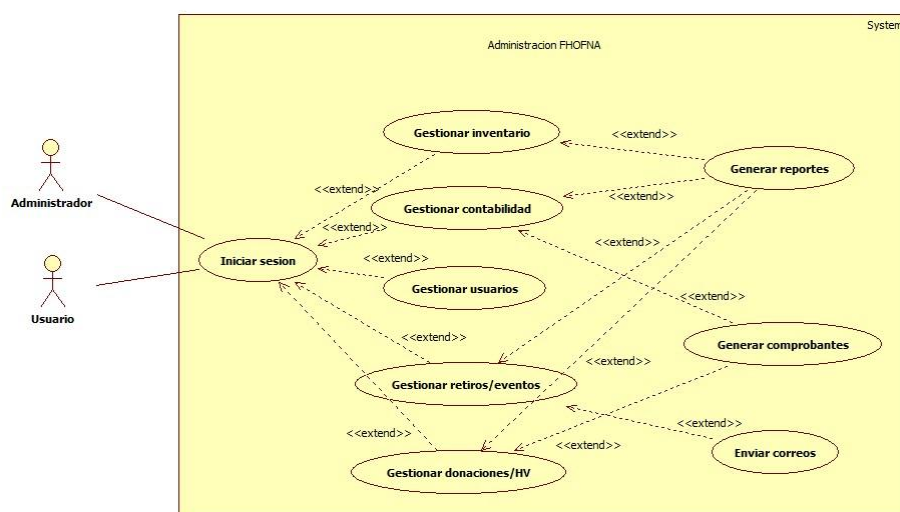 System
Administracion FHOFNA
Gestionar inventario
<<extend>>
Generar reportes
Administrador
<<extend>>
<<extend>>
Gestionar contabilidad
<<extend>>
<<extend>>
Iniciar sesion
<<extend>>
Gestionar usuarios
<<extend>>
Usuario
<<extend>>
Generar comprobantes
<<extend>>
Gestionar retiros/eventos
<<extend>>
<<extend>>
<<extend>>
Enviar correos
Gestionar donaciones/HV